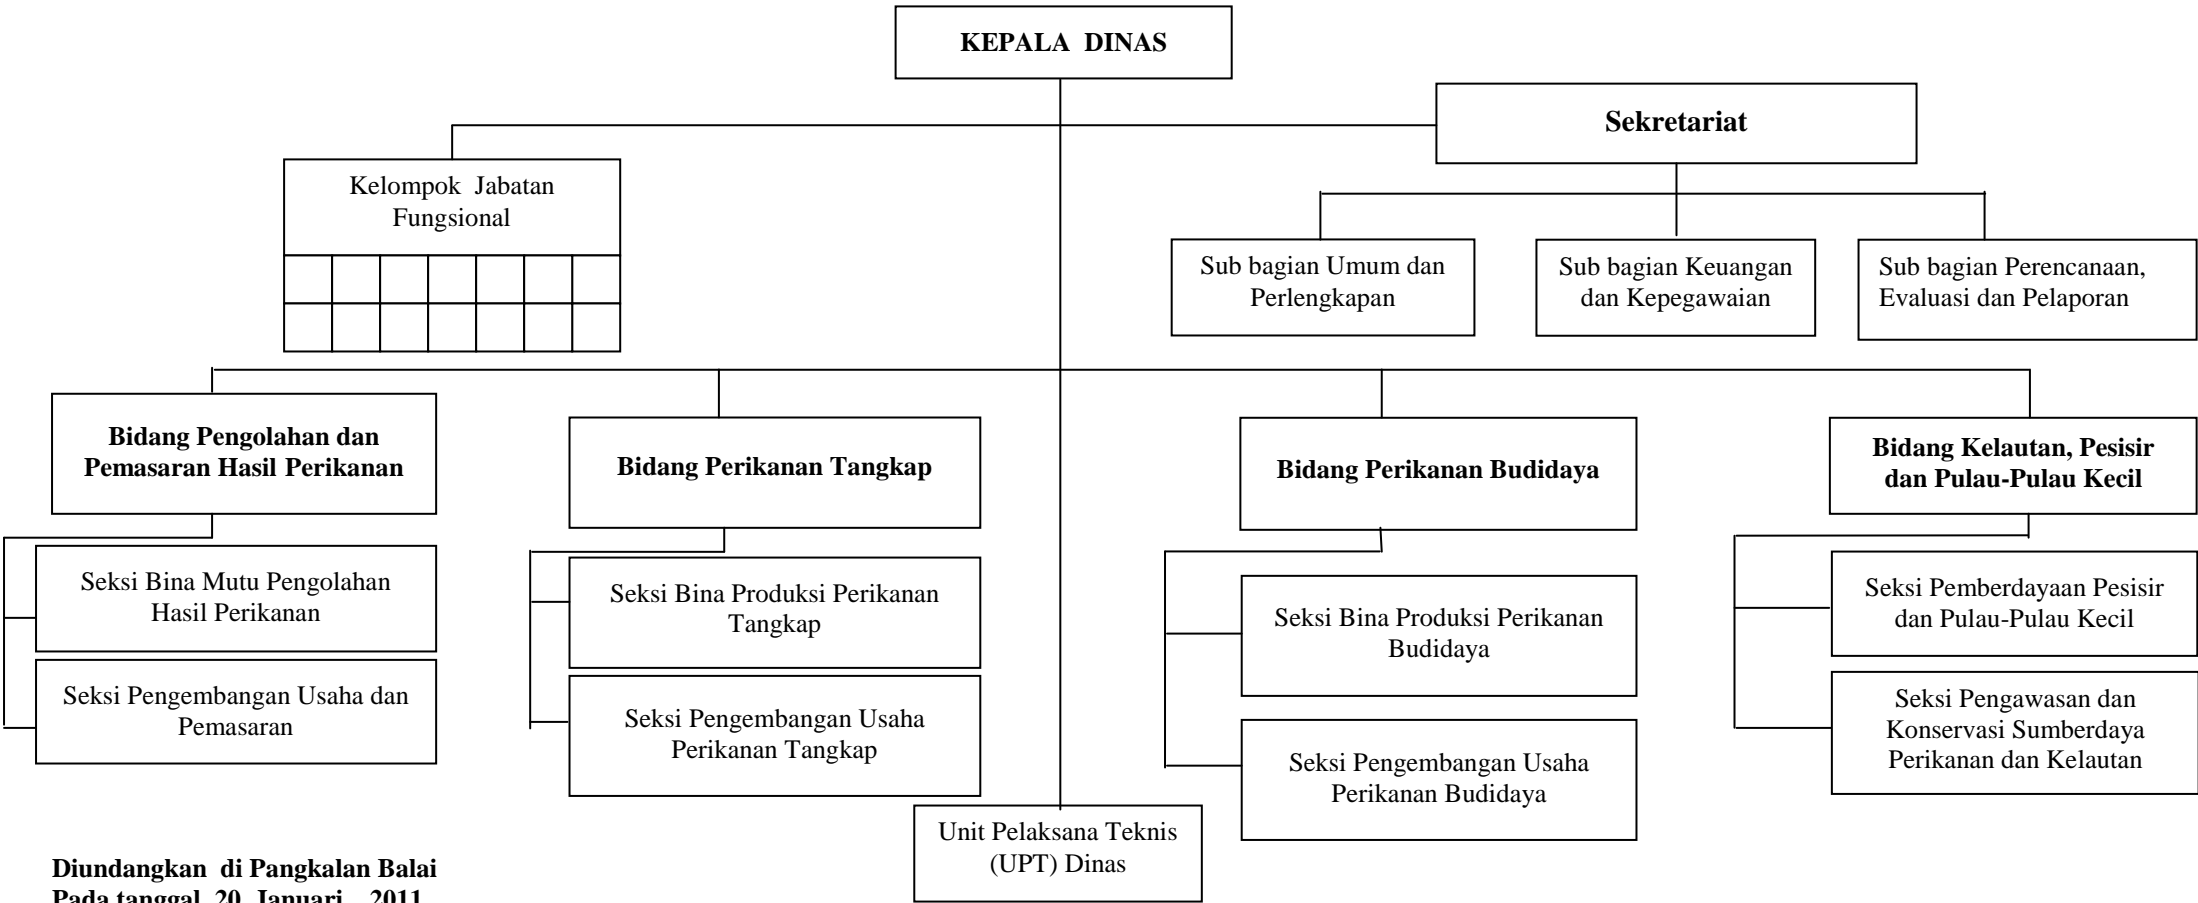 KEPALA DINAS
Sekretariat
Kelompok Jabatan
Fungsional
Sub bagian Umum dan
Perlengkapan
Sub bagian Keuangan
dan Kepegawaian
Sub bagian Perencanaan,
Evaluasi dan Pelaporan
Bidang Pengolahan dan
Pemasaran Hasil Perikanan
Bidang Perikanan Tangkap
Bidang Perikanan Budidaya
Bidang Kelautan, Pesisir
dan Pulau-Pulau Kecil
Seksi Bina Mutu Pengolahan
Hasil Perikanan
Seksi Pengembangan Usaha dan
Pemasaran
Seksi Bina Produksi Perikanan
Tangkap
Seksi Pengembangan Usaha
Perikanan Tangkap
Seksi Bina Produksi Perikanan
Budidaya
Seksi Pengembangan Usaha
Perikanan Budidaya
Seksi Pemberdayaan Pesisir
dan Pulau-Pulau Kecil
Seksi Pengawasan dan
Konservasi Sumberdaya
Perikanan dan Kelautan
Unit Pelaksana Teknis
(UPT) Dinas
Diundangkan di Pangkalan Balai
Pada tanggal 20 Januari 2011